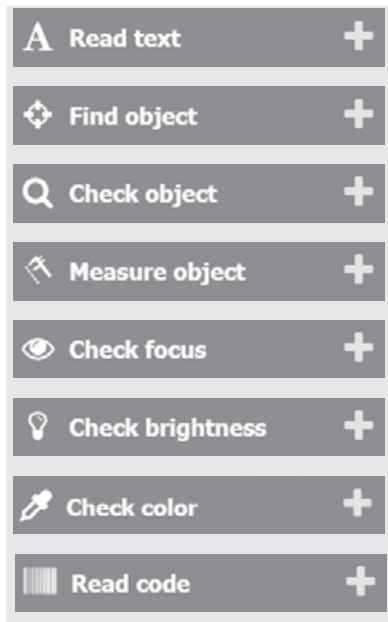 Read text
Find object
Check object
Measure object
Check focus
Check brightness
Check color
Read code